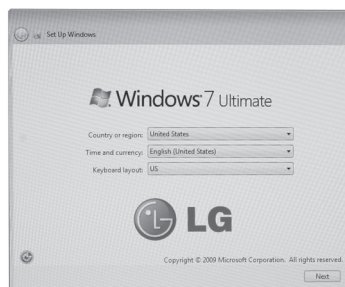 Set Up Windows
Windows 7 Ultimate
Country or region: United States
Time and currency: English (United States)
Keyboard layout: US
LG
Copyright © 2009 Microsoft Corporation. All rights reserved.
Next